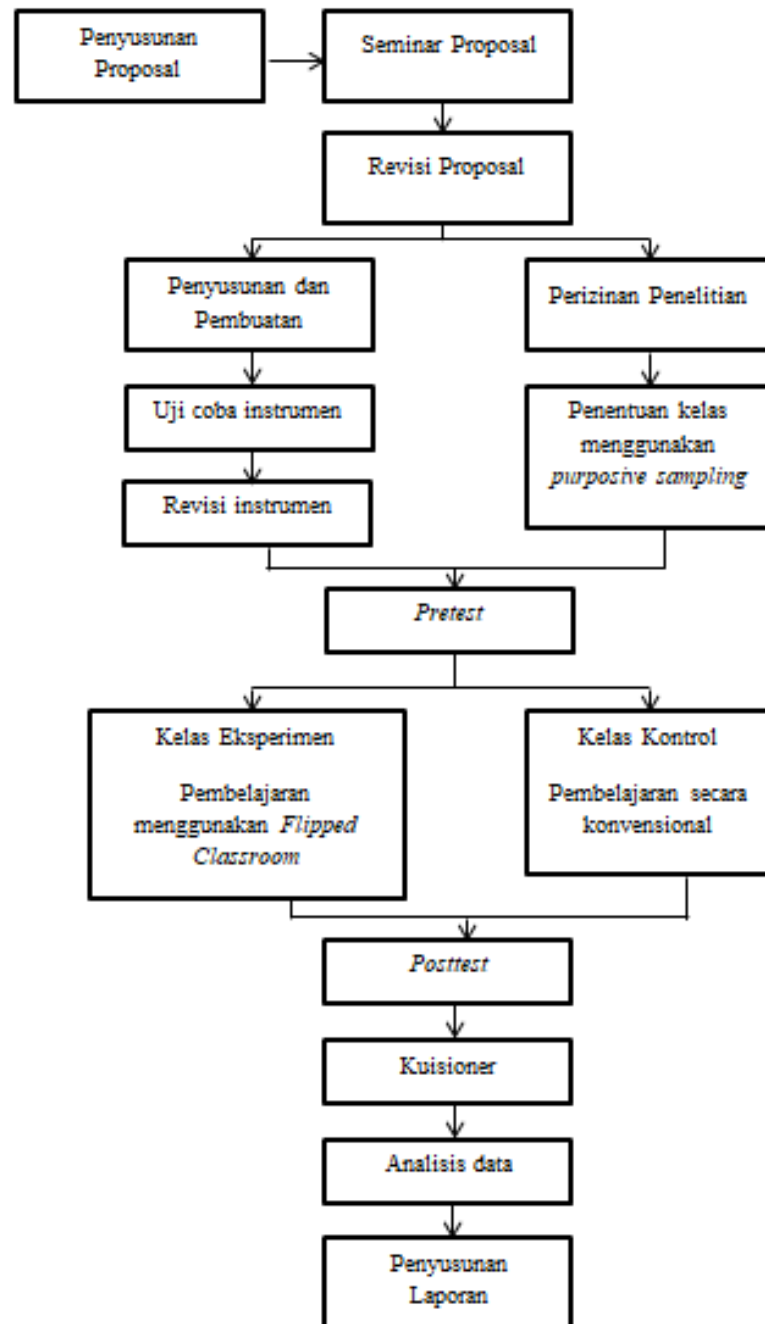 Penyusunan
Proposal
Seminar Proposal
Revisi Proposal
Penyusunan dan
Pembuatan
Perizinan Penelitian
Uji coba instrumen
Penentuan kelas
menggunakan
purposive sampling
Revisi instrumen
Pretest
Kelas Eksperimen
Pembelajaran
menggunakan Flipped
Classroom
Kelas Kontrol
Pembelajaran secara
konvensional
Posttest
Kuisioner
Analisis data
Penyusunan
Laporan